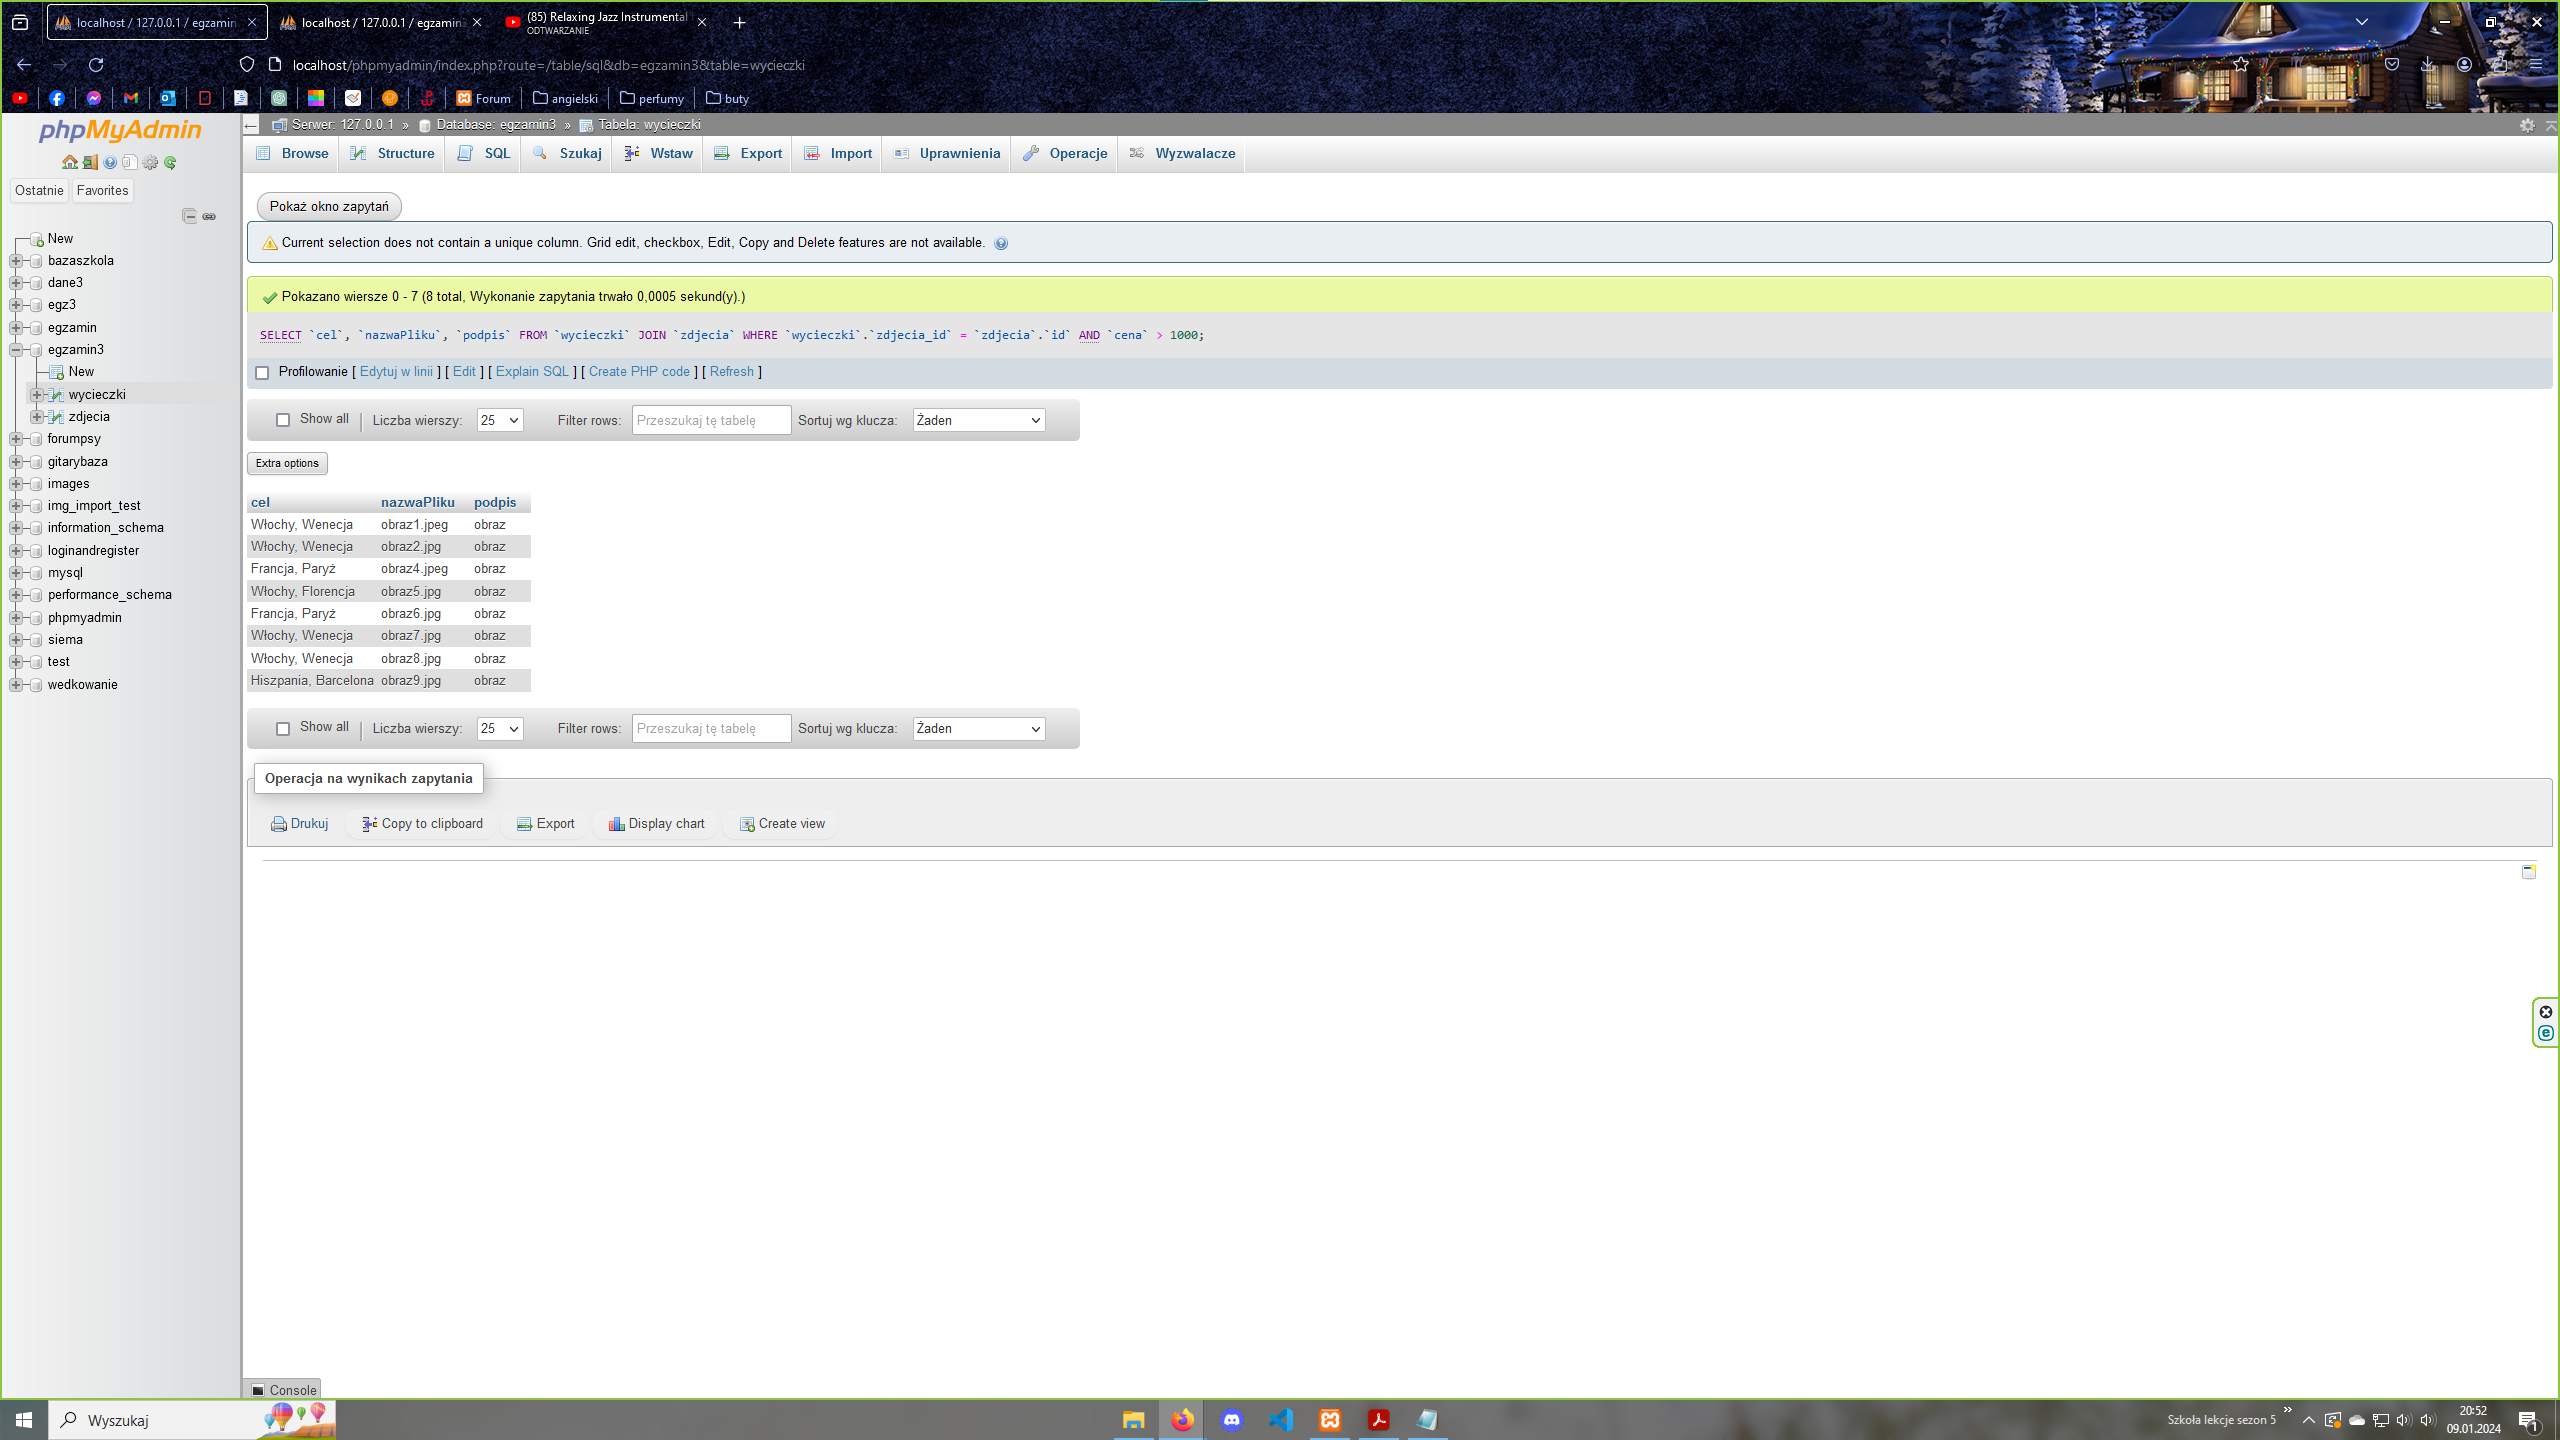 localhost / 127.0.0.1 / egzamin
localhost / 127.0.0.1 / egzamin3
(85) Relaxing Jazz Instrumental
ODTWARZANIE
localhost/phpmyadmin/index.php?route=/table/sql&db=egzamin3&table=wycieczki
Forum
angielski
perfumy
buty
phpMyAdmin
Ostatnie
Favorites
New
bazaszkola
dane3
egz3
egzamin
egzamin3
New
wycieczki
zdjecia
forumpsy
gitarybaza
images
img_import_test
information_schema
loginandregister
mysql
performance_schema
phpmyadmin
siema
test
wedkowanie
Serwer: 127.0.0.1 » Database: egzamin3 » Tabela: wycieczki
Browse Structure SQL Szukaj Wstaw Export Import Uprawnienia Operacje Wyzwalacze
Pokaż okno zapytań
Current selection does not contain a unique column. Grid edit, checkbox, Edit, Copy and Delete features are not available.
Pokazano wiersze 0 - 7 (8 total, Wykonanie zapytania trwało 0,0005 sekund(y).)
SELECT `cel`, `nazwaPliku`, `podpis` FROM `wycieczki` JOIN `zdjecia` WHERE `wycieczki`.`zdjecia_id` = `zdjecia`.`id` AND `cena` > 1000;
Profilowanie [ Edytuj w linii ] [ Edit ] [ Explain SQL ] [ Create PHP code ] [ Refresh ]
Show all | Liczba wierszy: 25 Filter rows: Przeszukaj tę tabelę Sortuj wg klucza: Żaden
Extra options
cel nazwaPliku podpis
Włochy, Wenecja obraz1.jpeg obraz
Włochy, Wenecja obraz2.jpg obraz
Francja, Paryż obraz4.jpeg obraz
Włochy, Florencja obraz5.jpg obraz
Francja, Paryż obraz6.jpg obraz
Włochy, Wenecja obraz7.jpg obraz
Włochy, Wenecja obraz8.jpg obraz
Hiszpania, Barcelona obraz9.jpg obraz
Show all | Liczba wierszy: 25 Filter rows: Przeszukaj tę tabelę Sortuj wg klucza: Żaden
Operacja na wynikach zapytania
Drukuj Copy to clipboard Export Display chart Create view
Console
Wyszukaj
Szkoła lekcje sezon 5 »
20:52
09.01.2024
1